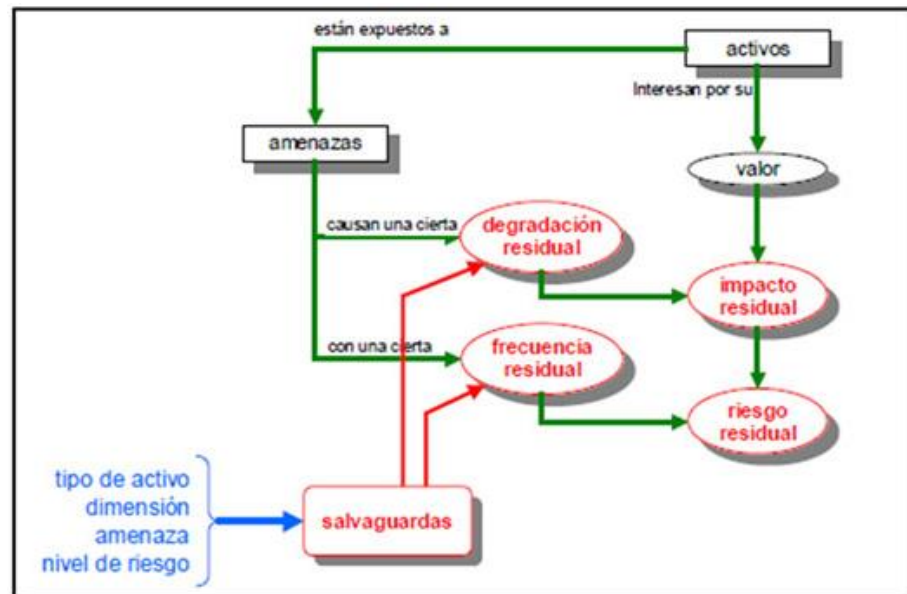 están expuestos a
activos
Interesan por su
amenazas
valor
causan una cierta
degradación
residual
impacto
residual
con una cierta
frecuencia
residual
riesgo
residual
tipo de activo
dimensión
amenaza
nivel de riesgo
salvaguardas